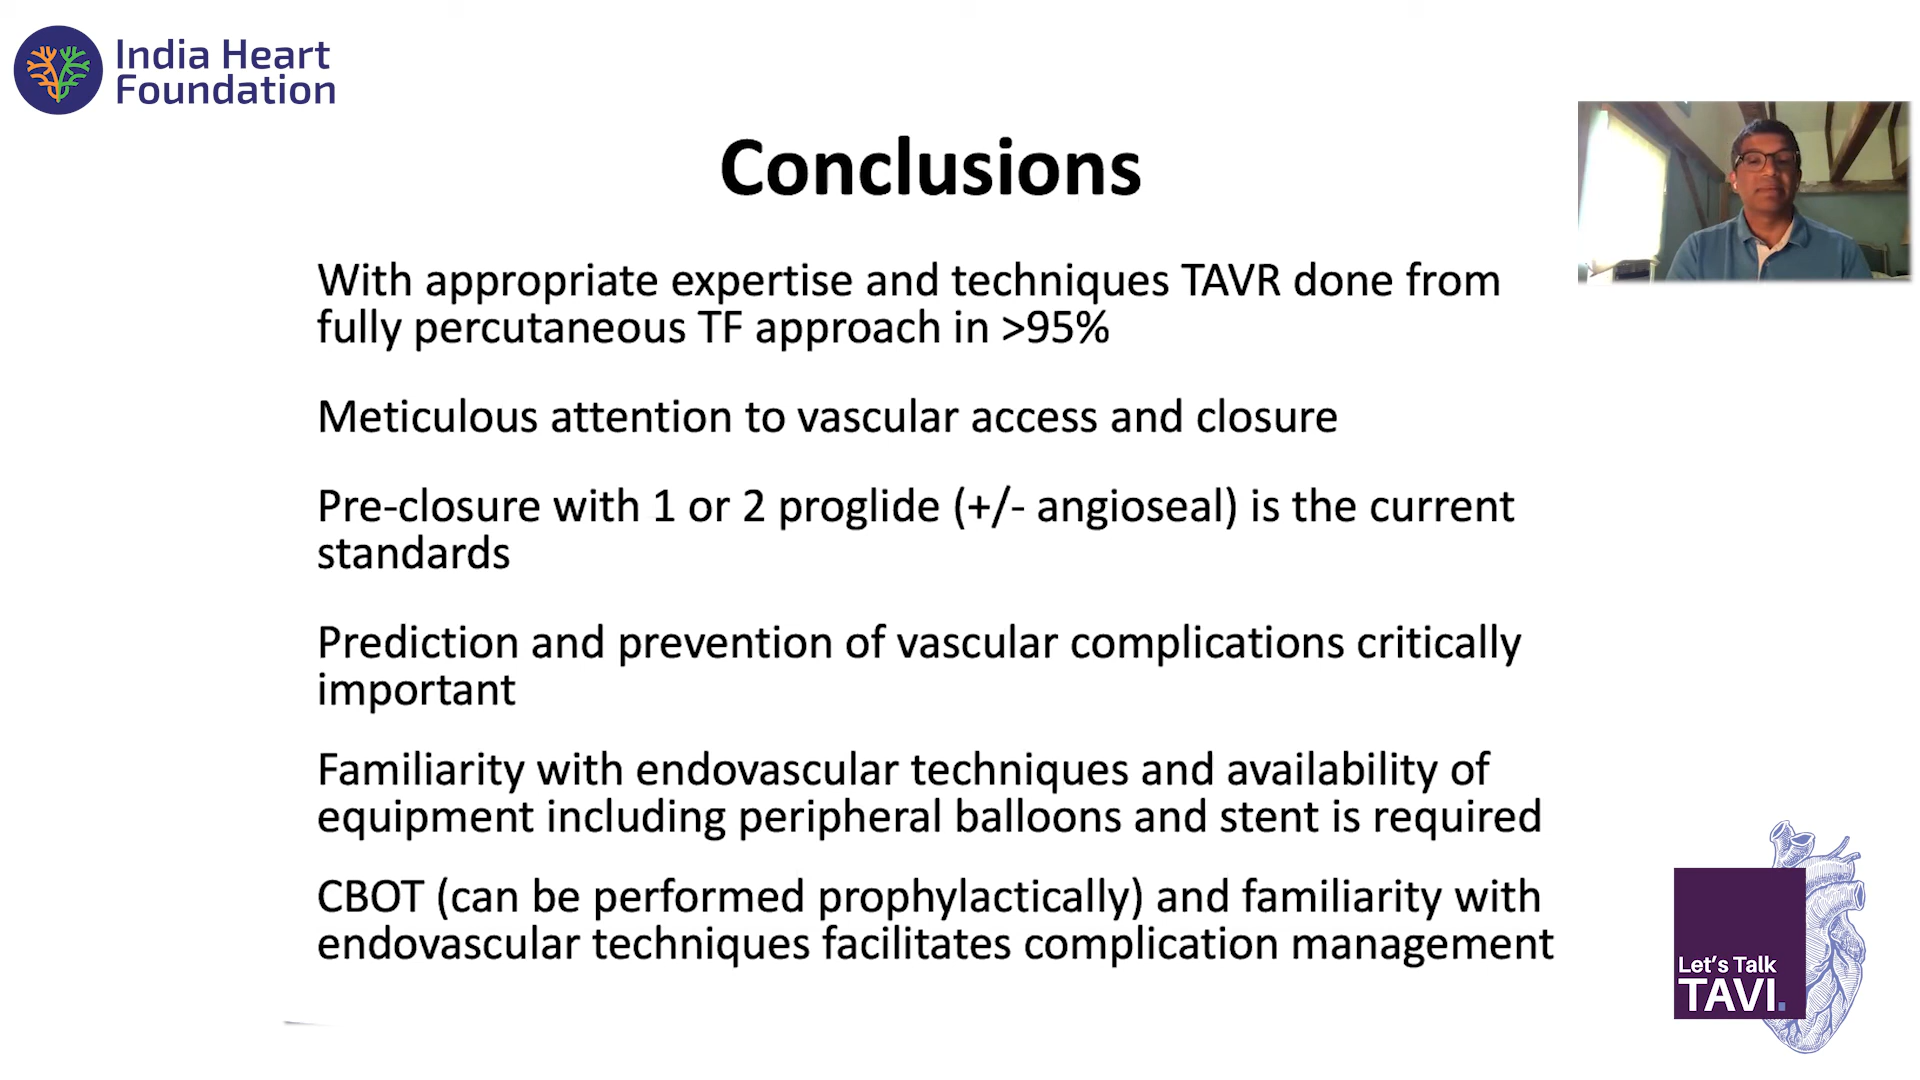 India Heart
Foundation
Conclusions
With appropriate expertise and techniques TAVR done from
fully percutaneous TF approach in >95%
Meticulous attention to vascular access and closure
Pre-closure with 1 or 2 proglide (+/- angioseal) is the current
standards
Prediction and prevention of vascular complications critically
important
Familiarity with endovascular techniques and availability of
equipment including peripheral balloons and stent is required
CBOT (can be performed prophylactically) and familiarity with
endovascular techniques facilitates complication management
Let's Talk
TAVI.